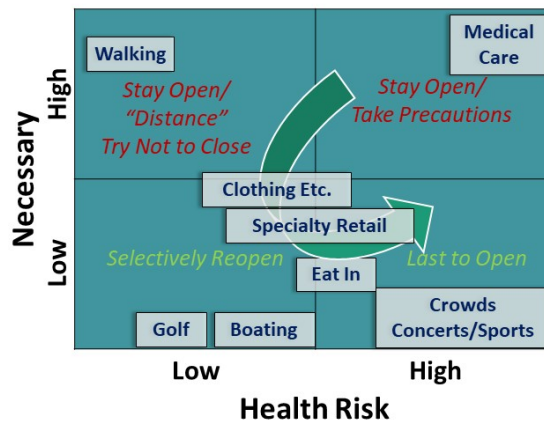 Necessary
High
Low
Walking
Medical
Care
Stay Open/
“Distance”
Try Not to Close
Stay Open/
Take Precautions
Clothing Etc.
Specialty Retail
Selectively Reopen
Eat In
Last to Open
Golf
Boating
Crowds
Concerts/Sports
Low
High
Health Risk